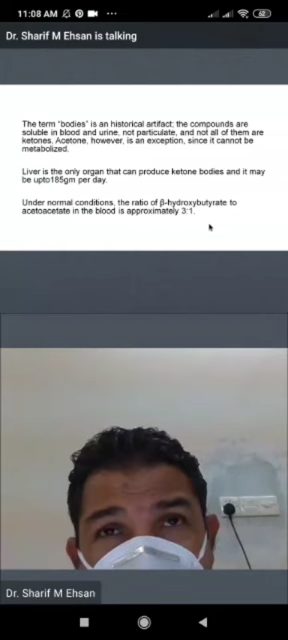 11:08 AM
62
Dr. Sharif M Ehsan is talking
The term "bodies" is an historical artifact; the compounds are
soluble in blood and urine, not particulate, and not all of them are
ketones. Acetone, however, is an exception, since it cannot be
metabolized.
Liver is the only organ that can produce ketone bodies and it may
be upto185gm per day.
Under normal conditions, the ratio of β-hydroxybutyrate to
acetoacetate in the blood is approximately 3:1.
Dr. Sharif M Ehsan